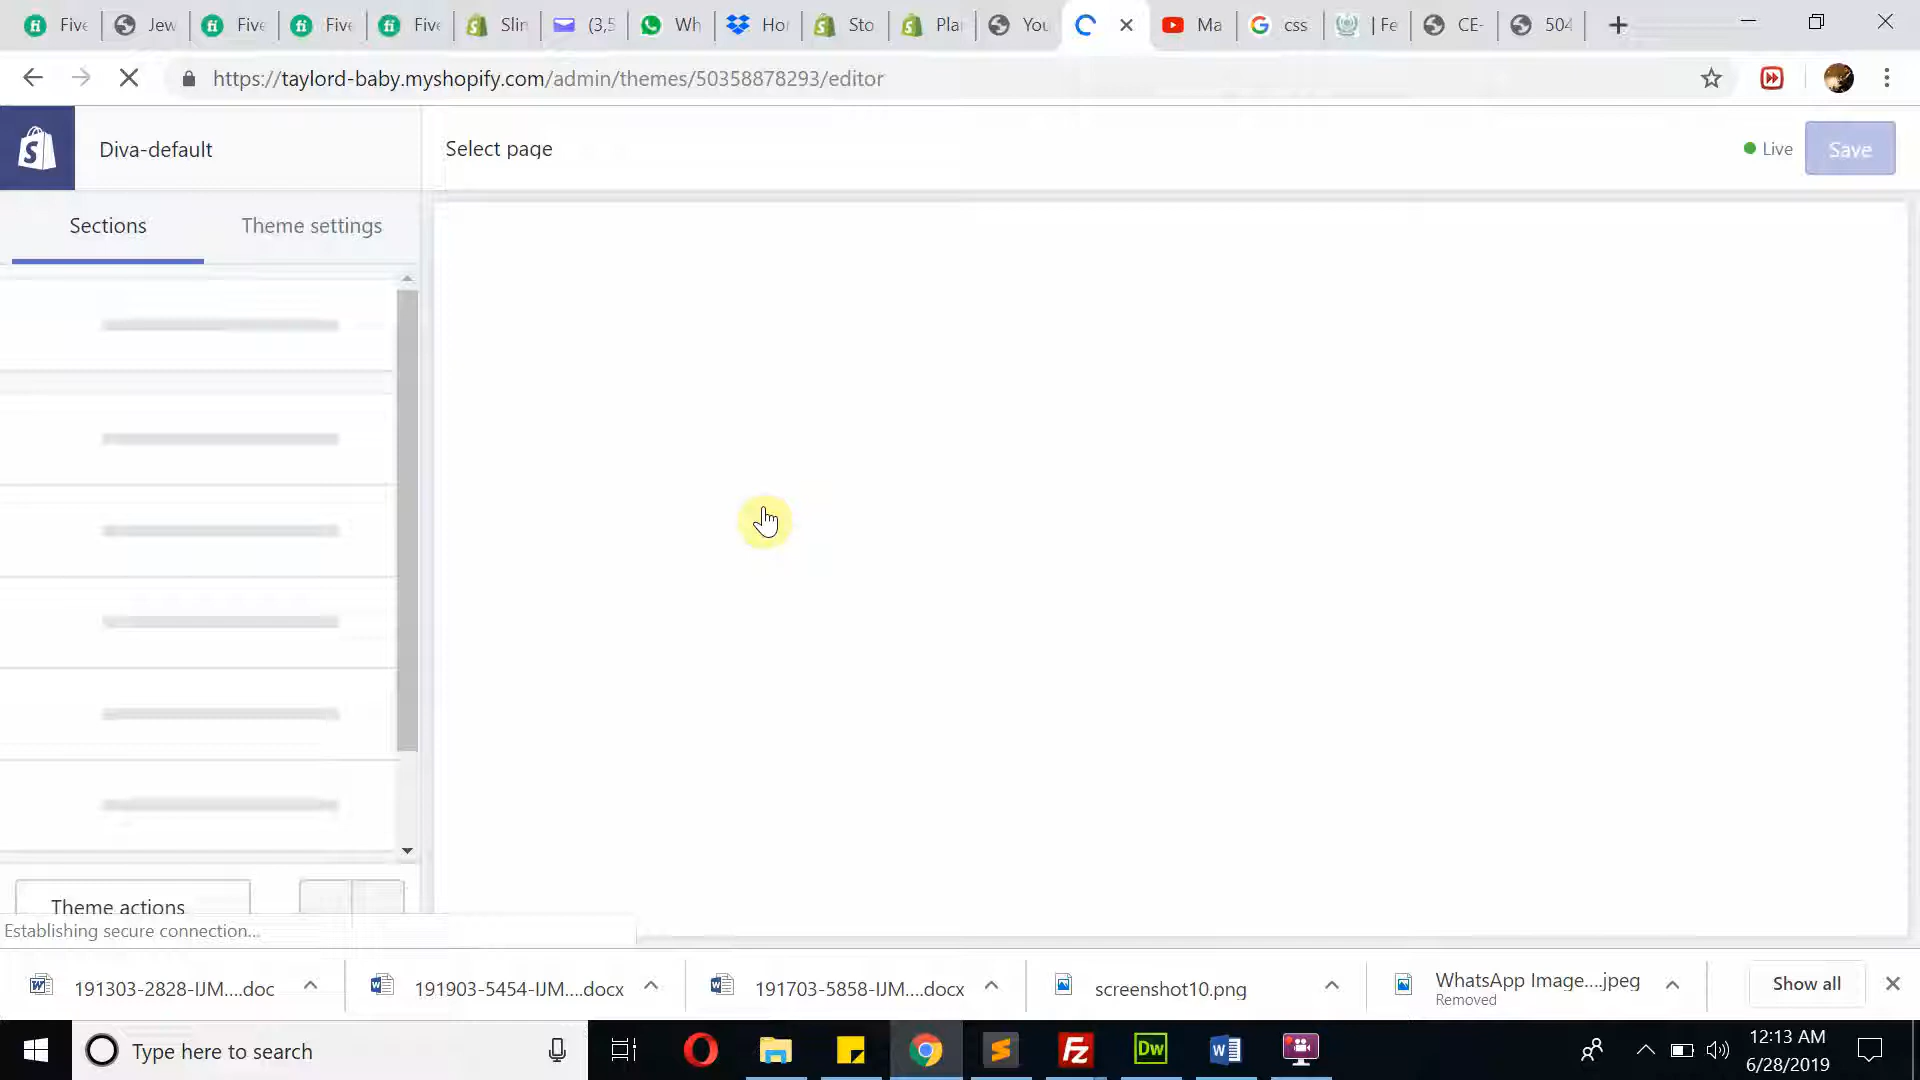 Five
Jew
Five
Five
Five
Slin
(3,5
Wh
Ho
Sto
Pla
You
Ma
css
| Fe
CE-
504
https://taylord-baby.myshopify.com/admin/themes/50358878293/editor
Diva-default
Select page
Live
Save
Sections
Theme settings
Theme actions
Establishing secure connection...
191303-2828-IJM....doc
191903-5454-IJM....docx
191703-5858-IJM....docx
screenshot10.png
WhatsApp Image....jpeg
Removed
Show all
Type here to search
Dw
12:13 AM
6/28/2019